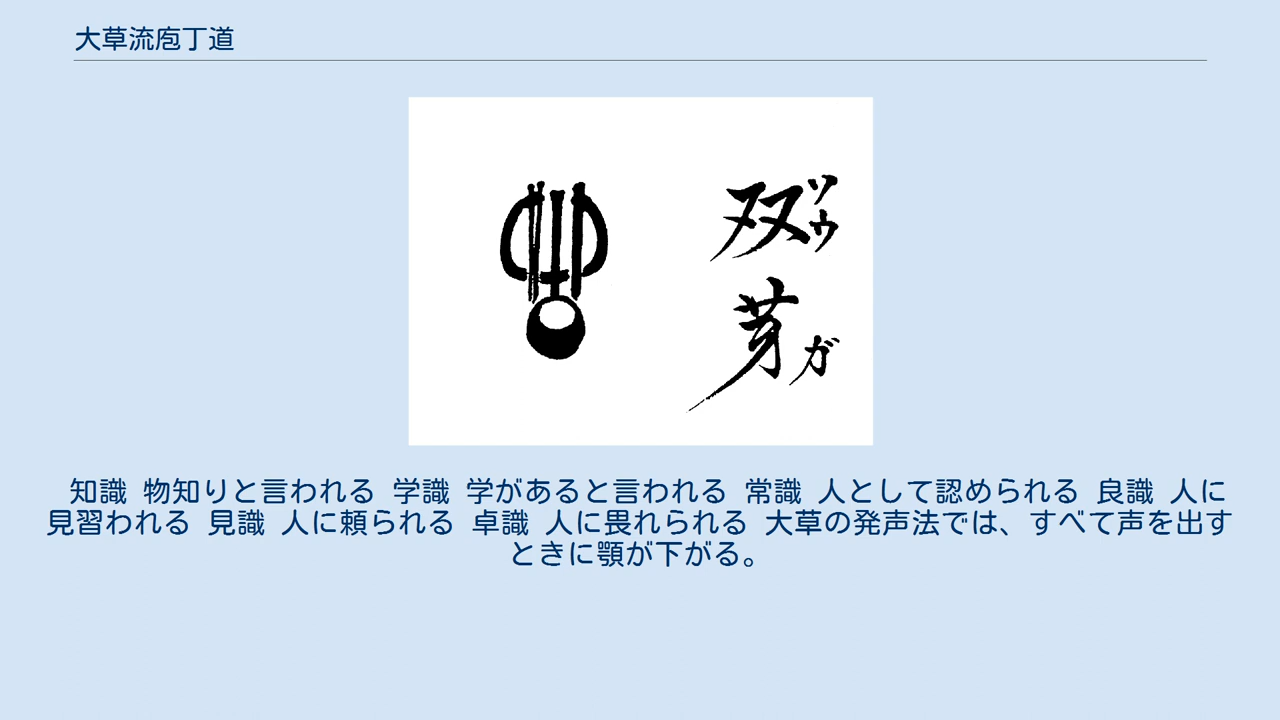 大草流庖丁道
双芽
ソウ
ガ
知識 物知りと言われる 学識 学があると言われる 常識 人として認められる 良識 人に
見習われる 見識 人に頼られる 卓識 人に畏れられる 大草の発声法では、すべて声を出す
ときに顎が下がる。